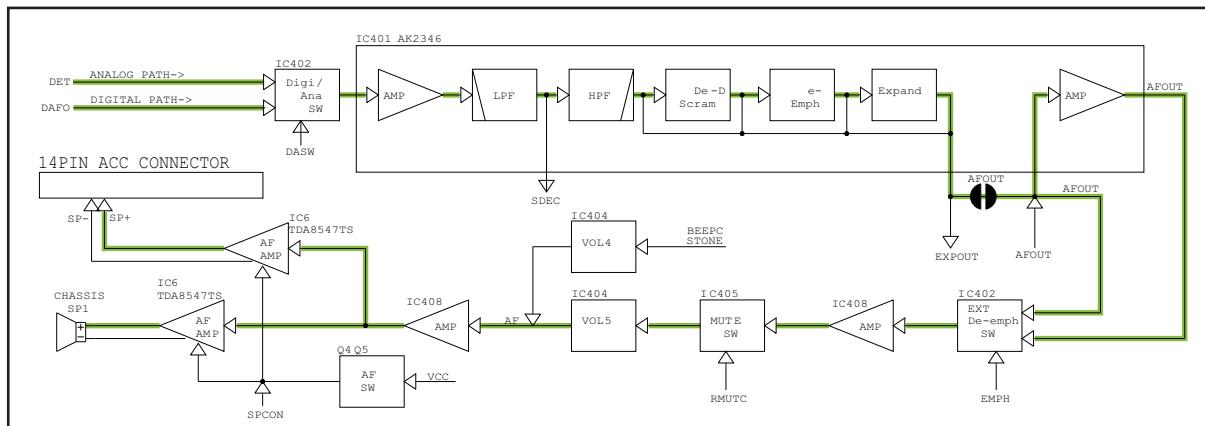 IC401 AK2346
DET
ANALOG PATH->
DAFO
DIGITAL PATH->
IC402
Digi/
Ana
SW
DASW
AMP
LPF
HPF
De-D
Scram
e-
Emph
Expand
AMP
AFOUT
SDEC
AFOUT
AFOUT
EXPOUT
AFOUT
14PIN ACC CONNECTOR
SP-
SP+
IC6
TDA8547TS
AF
AMP
IC404
VOL4
BEEPC
STONE
CHASSIS
SP1
+
-
IC6
TDA8547TS
AF
AMP
IC408
AMP
AF
IC404
VOL5
IC405
MUTE
SW
IC408
AMP
IC402
EXT
De-emph
SW
Q4 Q5
AF
SW
VCC
SPCON
RMUTC
EMPH